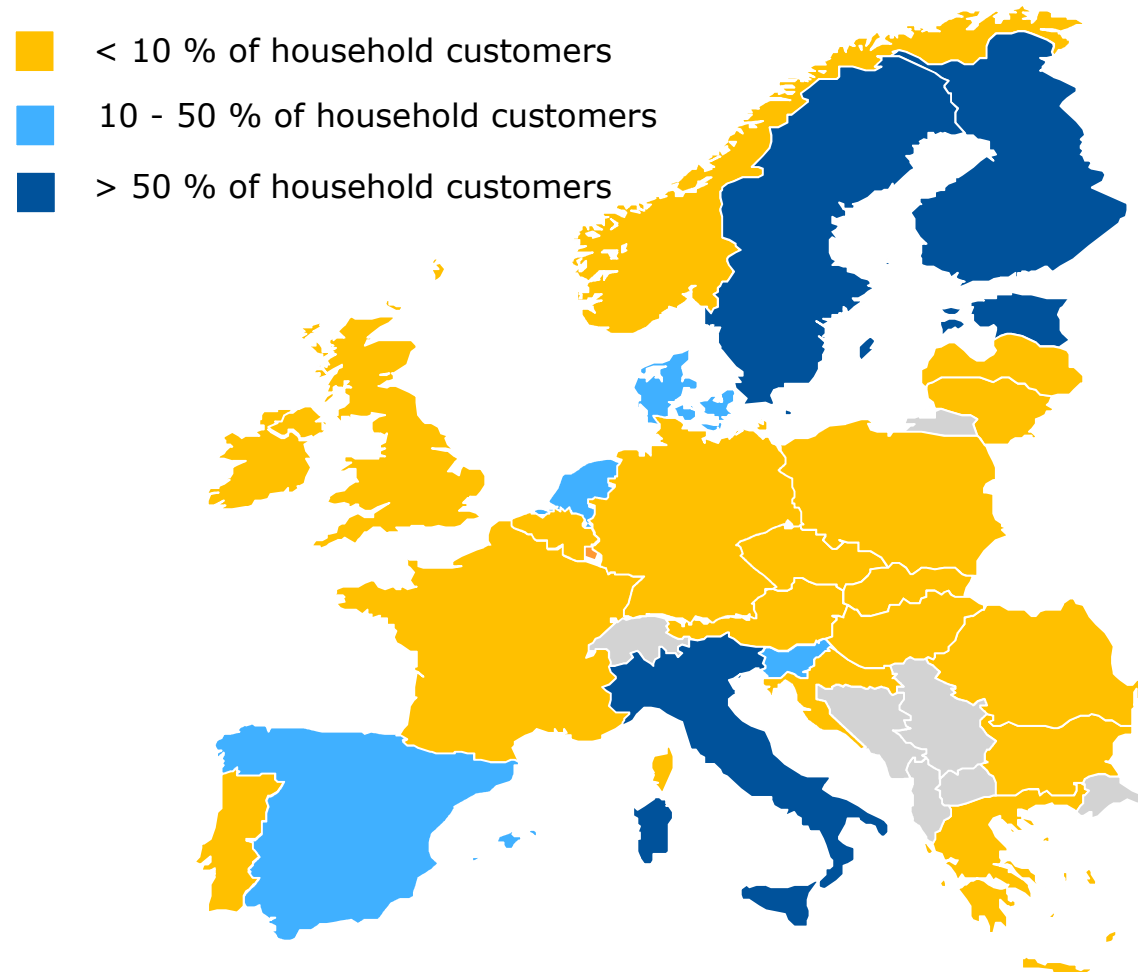 < 10 % of household customers
10 - 50 % of household customers
> 50 % of household customers